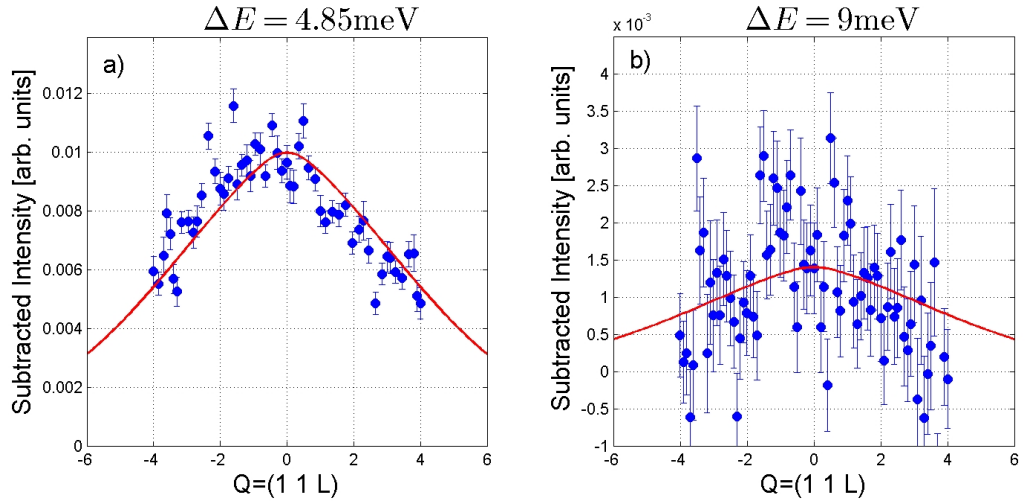 ΔE = 4.85meV
a)
Subtracted Intensity [arb. units]
0.012
0.01
0.008
0.006
0.004
0.002
0
-6 -4 -2 0 2 4 6
Q=(1 1 L)
ΔE = 9meV
x 10⁻³
b)
Subtracted Intensity [arb. units]
4
3.5
3
2.5
2
1.5
1
0.5
0
-0.5
-1
-6 -4 -2 0 2 4 6
Q=(1 1 L)